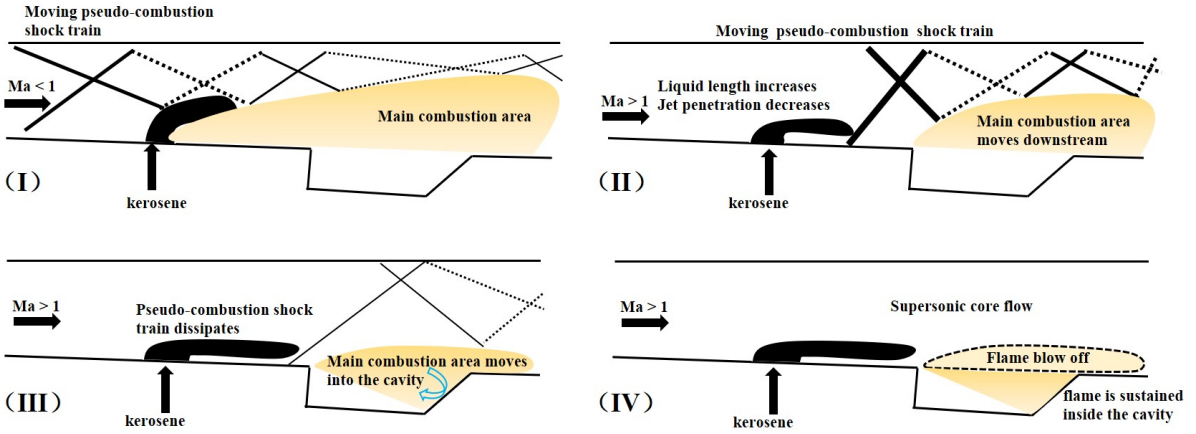 Moving pseudo-combustion
shock train
Ma < 1
Main combustion area
(I)
kerosene
Moving pseudo-combustion shock train
Ma > 1
Liquid length increases
Jet penetration decreases
Main combustion area
moves downstream
(II)
kerosene
Ma > 1
Pseudo-combustion shock
train dissipates
Main combustion area moves
into the cavity
(III)
kerosene
Ma > 1
Supersonic core flow
Flame blow off
flame is sustained
inside the cavity
(IV)
kerosene